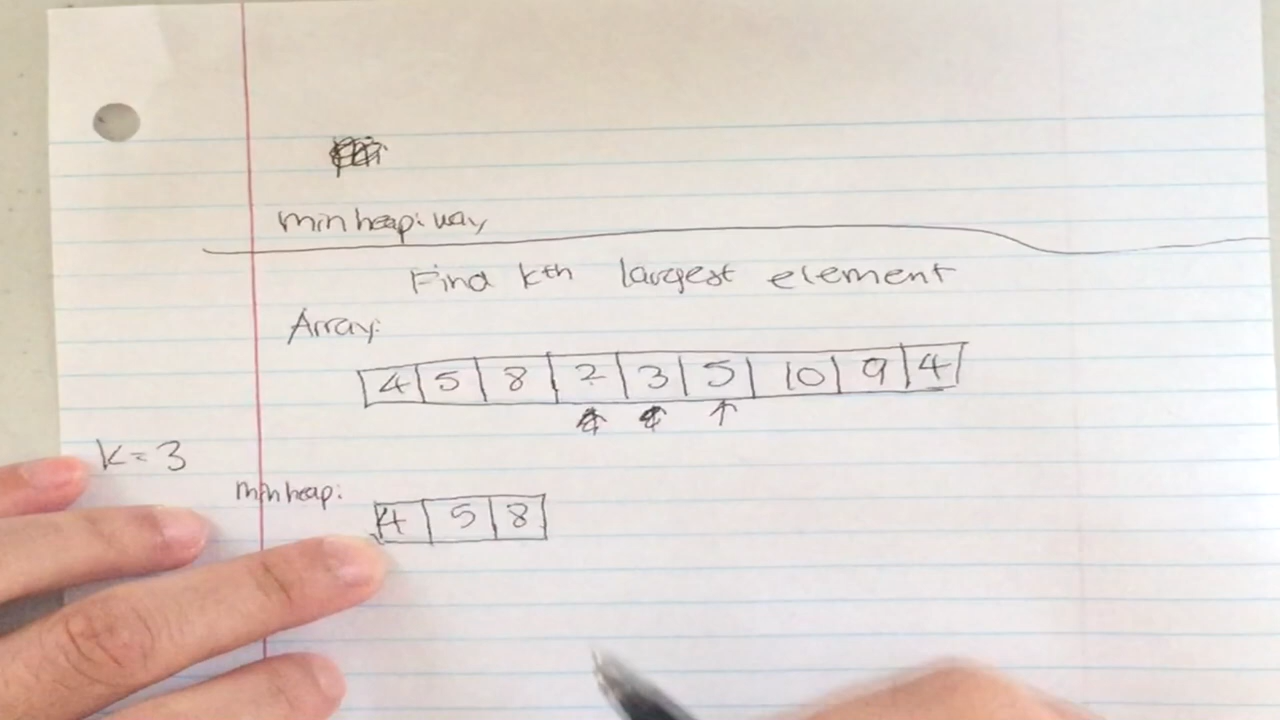 min heap: way
Find kth largest element
Array:
4 5 8 2 3 5 10 9 4
K=3
min heap:
4 5 8